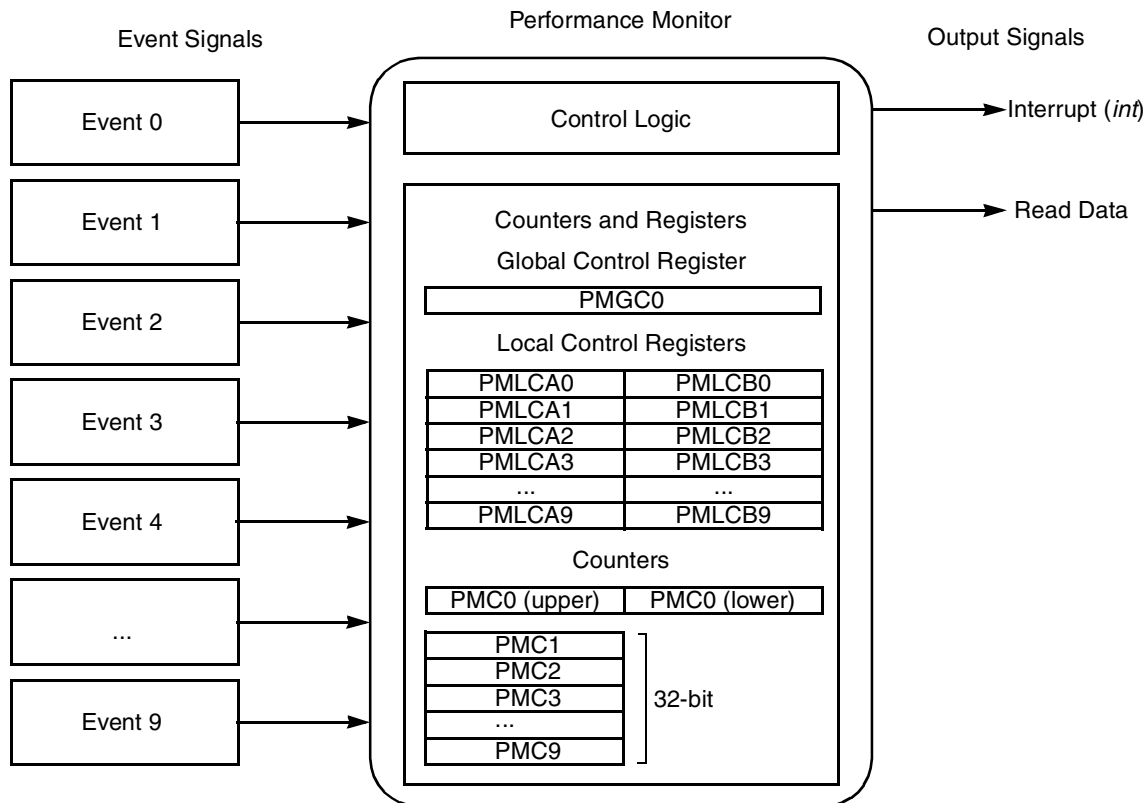 Performance Monitor
Event Signals
Output Signals
Event 0
Event 1
Event 2
Event 3
Event 4
...
Event 9
Control Logic
Counters and Registers
Global Control Register
PMGC0
Local Control Registers
PMLCA0 PMLCB0
PMLCA1 PMLCB1
PMLCA2 PMLCB2
PMLCA3 PMLCB3
... ...
PMLCA9 PMLCB9
Counters
PMC0 (upper) PMC0 (lower)
PMC1
PMC2
PMC3
...
PMC9
32-bit
Interrupt (int)
Read Data